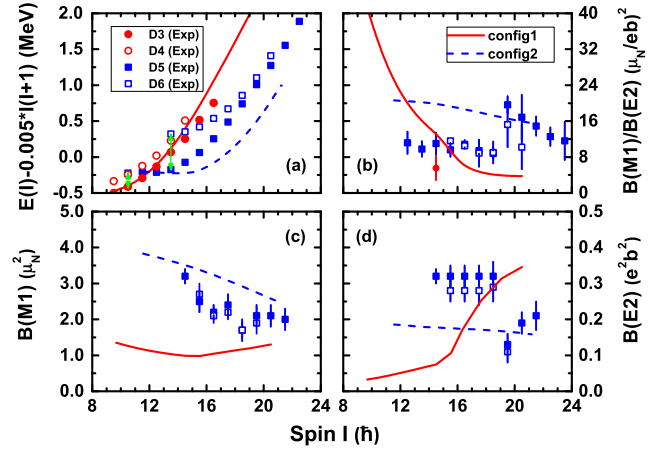 E(I)-0.005*I(I+1) (MeV)
2.0
1.5
1.0
0.5
0.0
-0.5
D3 (Exp)
D4 (Exp)
D5 (Exp)
D6 (Exp)
(a)
config1
config2
(b)
40
32
24
16
8
0
B(M1)/B(E2) (μN/eb)²
B(M1) (μN²)
5.0
4.0
3.0
2.0
1.0
0.0
(c)
(d)
0.5
0.4
0.3
0.2
0.1
0.0
B(E2) (e²b²)
8 12 16 20 24 12 16 20 24
Spin I (ħ)